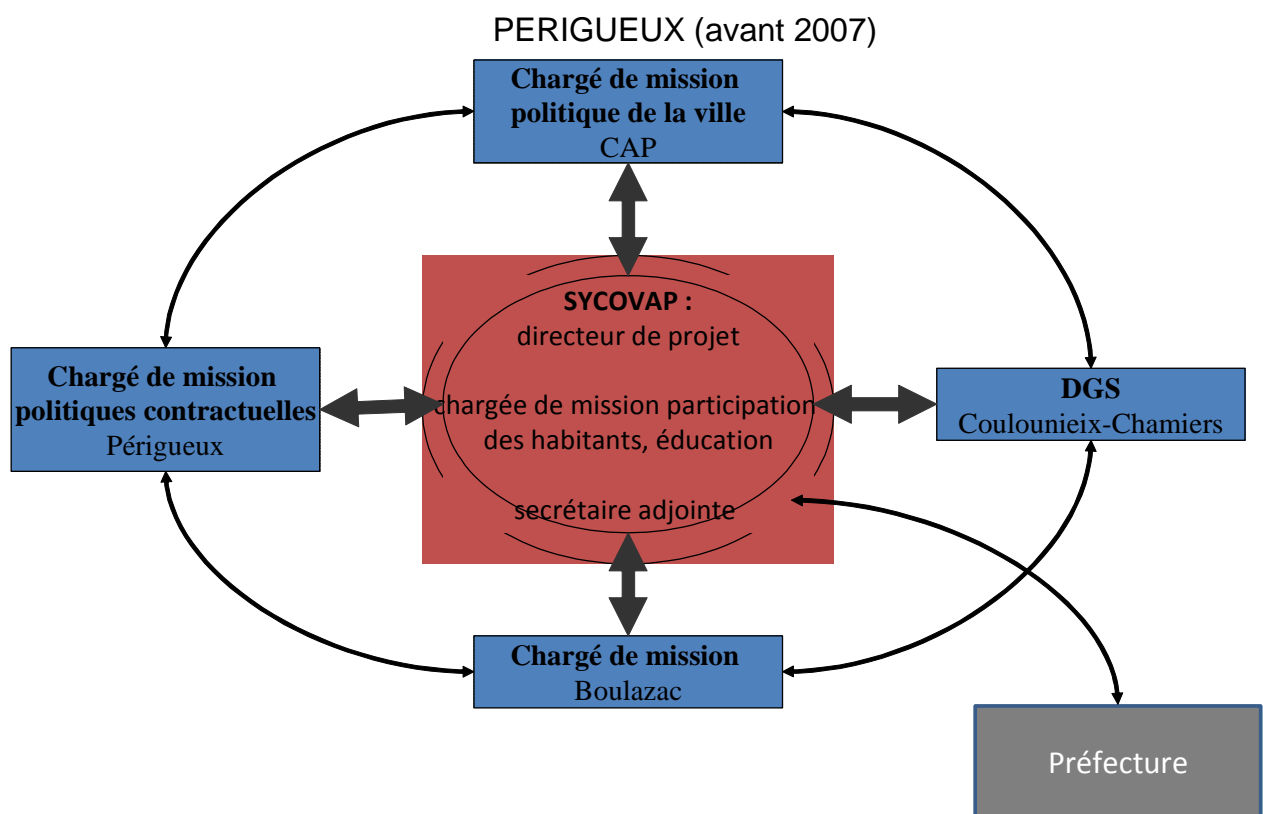 PERIGUEUX (avant 2007)
Chargé de mission
politique de la ville
CAP
SYCOVAP :
directeur de projet
chargée de mission participation
des habitants, éducation
secrétaire adjointe
Chargé de mission
politiques contractuelles
Périgueux
DGS
Coulounieix-Chamiers
Chargé de mission
Boulazac
Préfecture